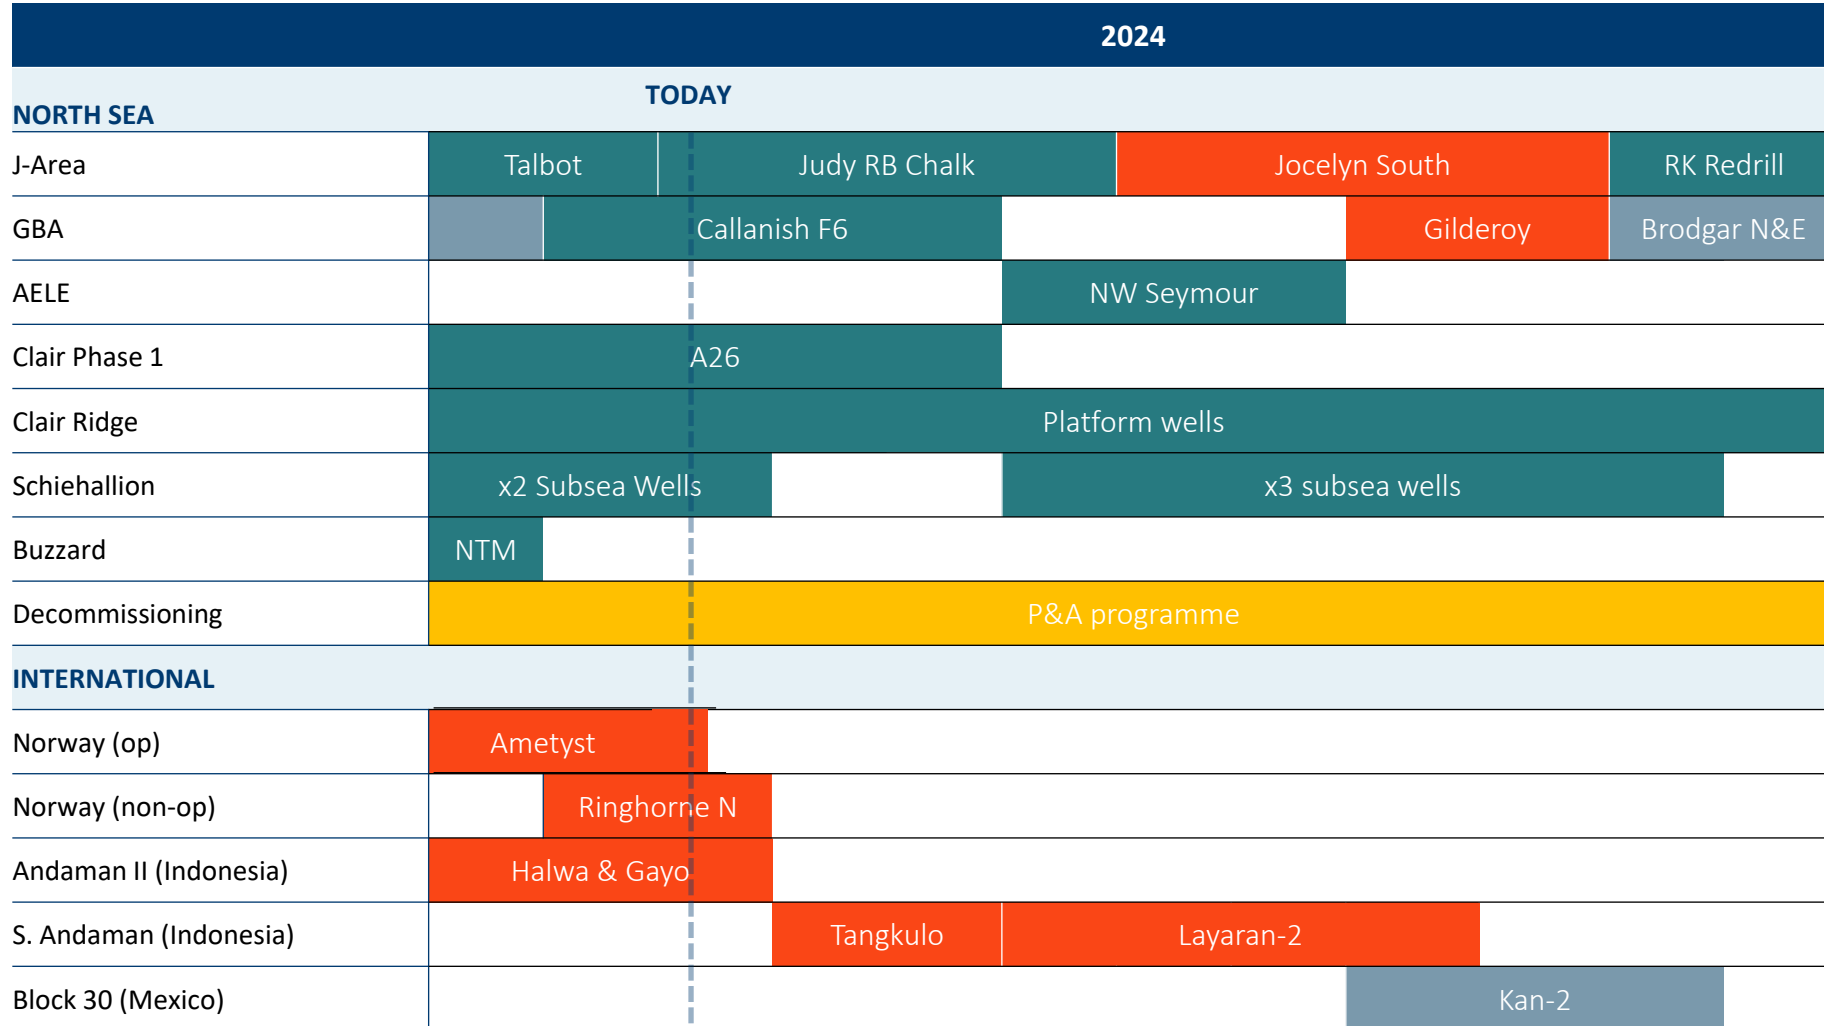 2024
TODAY
NORTH SEA
J-Area Talbot Judy RB Chalk Jocelyn South RK Redrill
GBA Callanish F6 Gilderoy Brodgar N&E
AELE NW Seymour
Clair Phase 1 A26
Clair Ridge Platform wells
Schiehallion x2 Subsea Wells x3 subsea wells
Buzzard NTM
Decommissioning P&A programme
INTERNATIONAL
Norway (op) Ametyst
Norway (non-op) Ringhorne N
Andaman II (Indonesia) Halwa & Gayo
S. Andaman (Indonesia) Tangkulo Layaran-2
Block 30 (Mexico) Kan-2